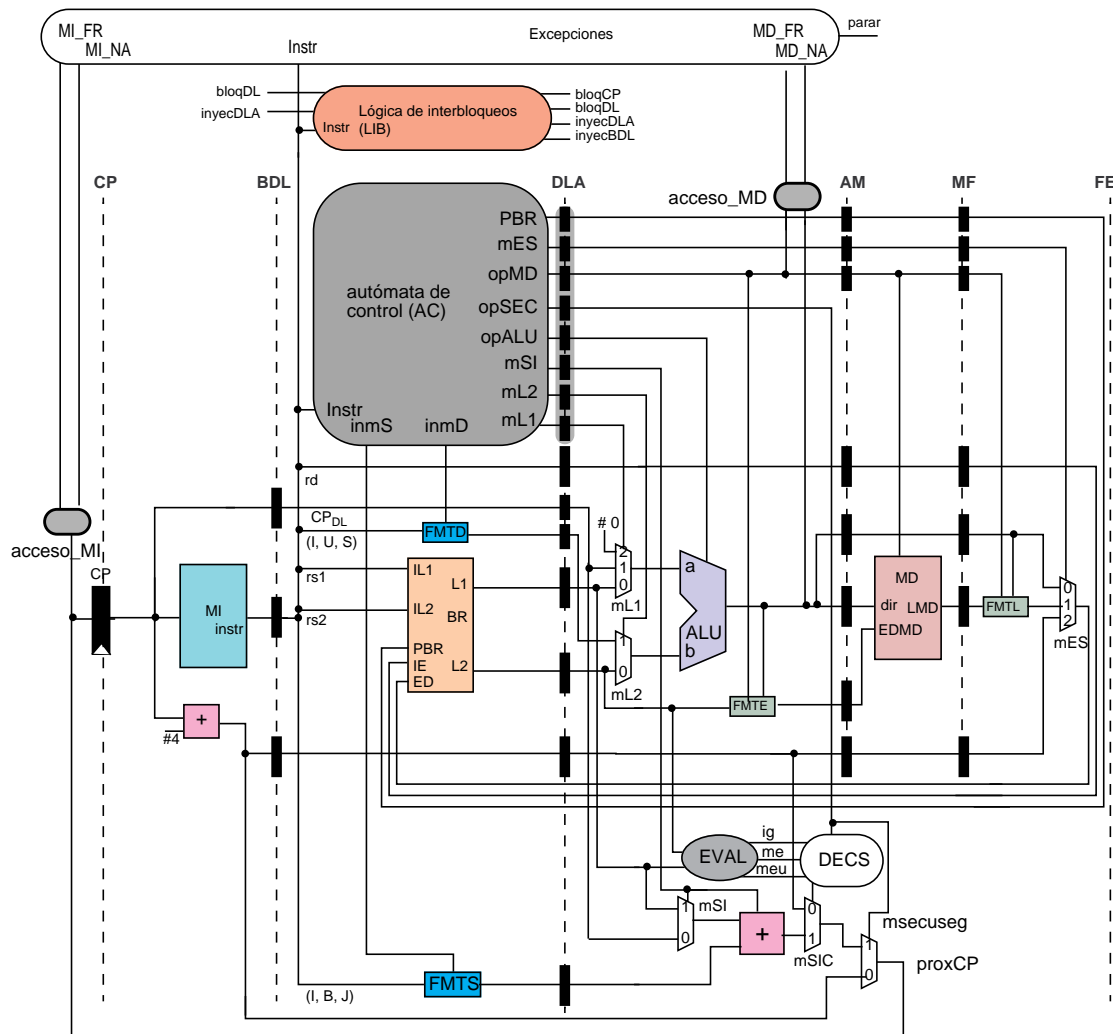 MI_FR
MI_NA
Instr
Excepciones
MD_FR
MD_NA
parar
bloqDL
inyecDLA
Instr
Lógica de interbloqueos
(LIB)
bloqCP
bloqDL
inyecDLA
inyecBDL
CP
BDL
DLA
acceso_MD
AM
MF
FE
PBR
mES
opMD
opSEC
opALU
mSI
mL2
mL1
autómata de
control (AC)
Instr
inmS
inmD
rd
CPDL
(I, U, S)
FMTD
# 0
acceso_MI
CP
MI
instr
rs1
rs2
IL1
IL2
L1
BR
PBR
IE
ED
L2
2
1
0
mL1
1
0
mL2
a
ALU
b
MD
dir
LMD
EDMD
FMTL
0
1
2
mES
FMTE
+
#4
EVAL
ig
me
meu
DECS
mSI
1
0
+
0
1
mSIC
msecuseg
1
0
proxCP
FMTS
(I, B, J)